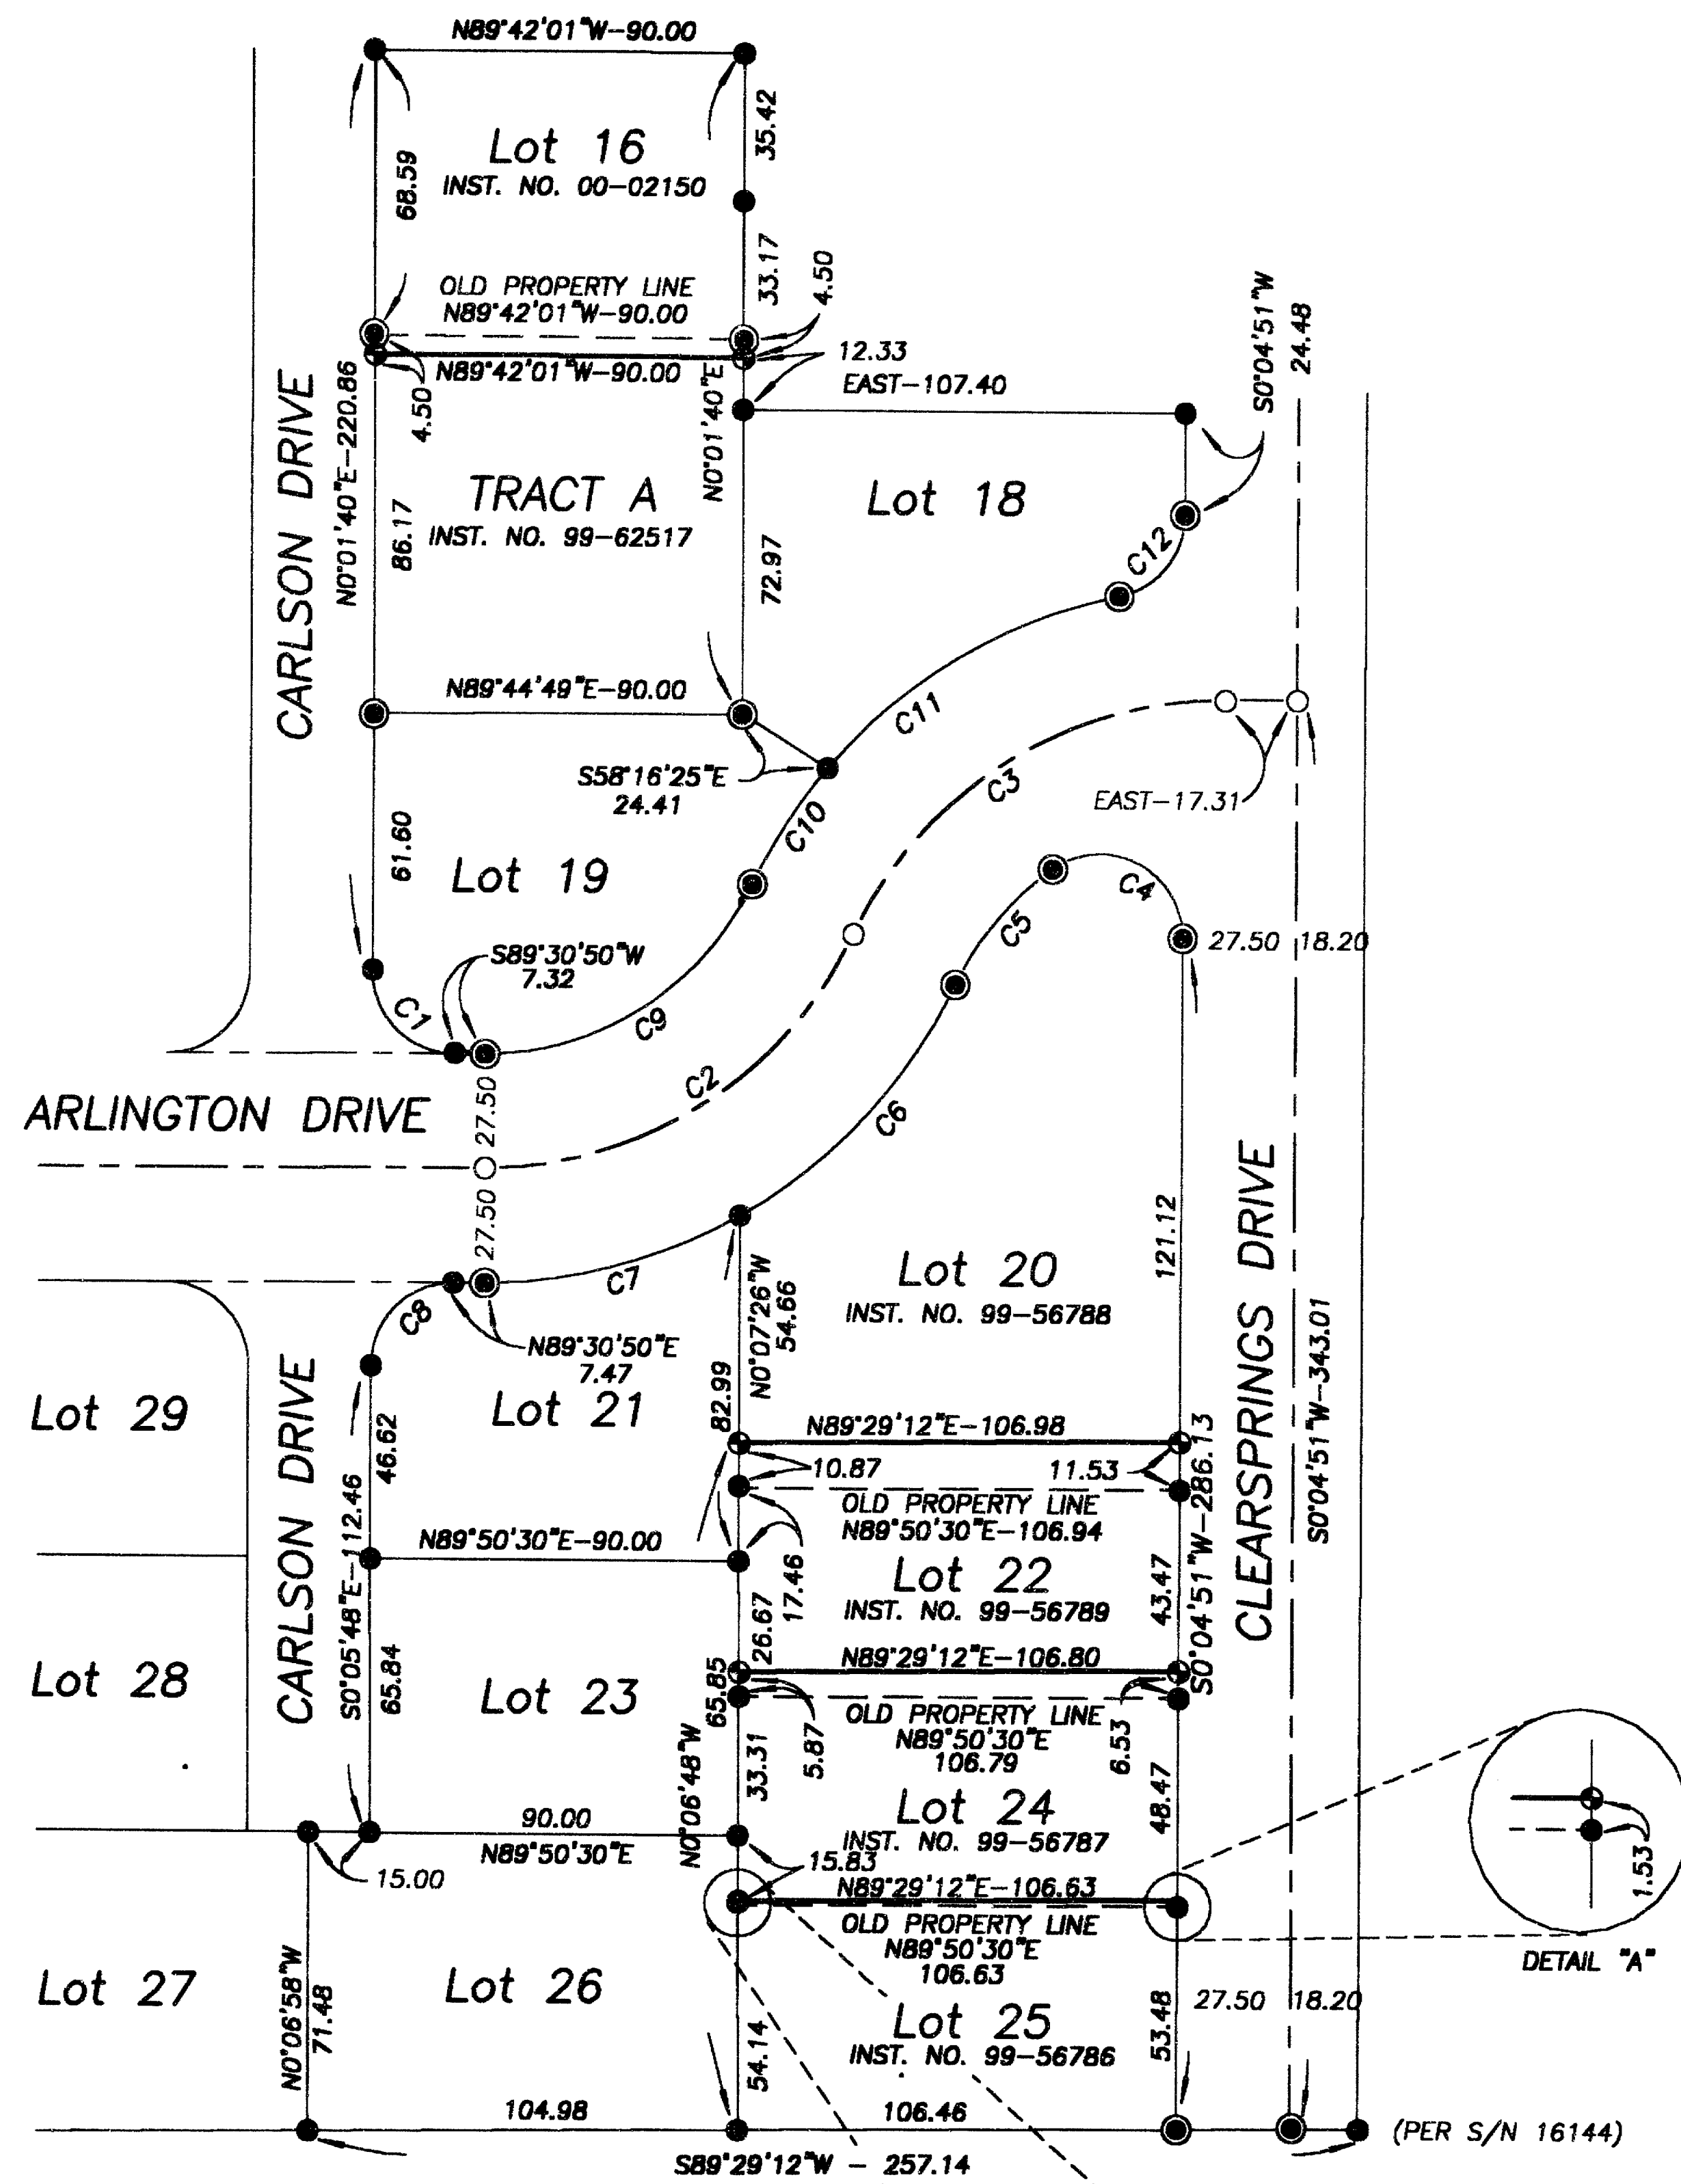 N89°42'01"W-90.00
35.42
Lot 16
INST. NO. 00-02150
68.59
33.17
4.50
OLD PROPERTY LINE
N89°42'01"W-90.00
S0°04'51"W
24.48
N89°42'01"W-90.00
4.50
12.33
EAST-107.40
N0°01'40"E
CARLSON DRIVE
N0°01'40"E-220.86
86.17
TRACT A
INST. NO. 99-62517
Lot 18
72.97
C12
N89°44'49"E-90.00
C11
S58°16'25"E
24.41
C3
EAST-17.31
C10
61.60
Lot 19
C4
C5
27.50 18.20
S89°30'50"W
7.32
C1
C9
27.50
C2
ARLINGTON DRIVE
C6
27.50
C7
C8
121.12
Lot 20
INST. NO. 99-56788
N0°07'26"W
54.66
N89°30'50"E
7.47
82.99
CLEARSPRINGS DRIVE
S0°04'51"W-343.01
Lot 29
CARLSON DRIVE
46.62
Lot 21
N89°29'12"E-106.98
10.87
11.53
S0°04'51"W-286.13
OLD PROPERTY LINE
N89°50'30"E-106.94
S0°05'48"E-112.46
N89°50'30"E-90.00
17.46
26.67
Lot 22
INST. NO. 99-56789
43.47
N89°29'12"E-106.80
Lot 28
65.84
Lot 23
65.85
5.87
OLD PROPERTY LINE
N89°50'30"E
106.79
6.53
N0°06'48"W
33.31
Lot 24
INST. NO. 99-56787
48.47
90.00
N89°50'30"E
15.00
15.83
N89°29'12"E-106.63
OLD PROPERTY LINE
N89°50'30"E
106.63
1.53
DETAIL "A"
Lot 27
N0°06'58"W
71.48
Lot 26
54.14
Lot 25
INST. NO. 99-56786
53.48
27.50 18.20
104.98
106.46
(PER S/N 16144)
S89°29'12"W - 257.14